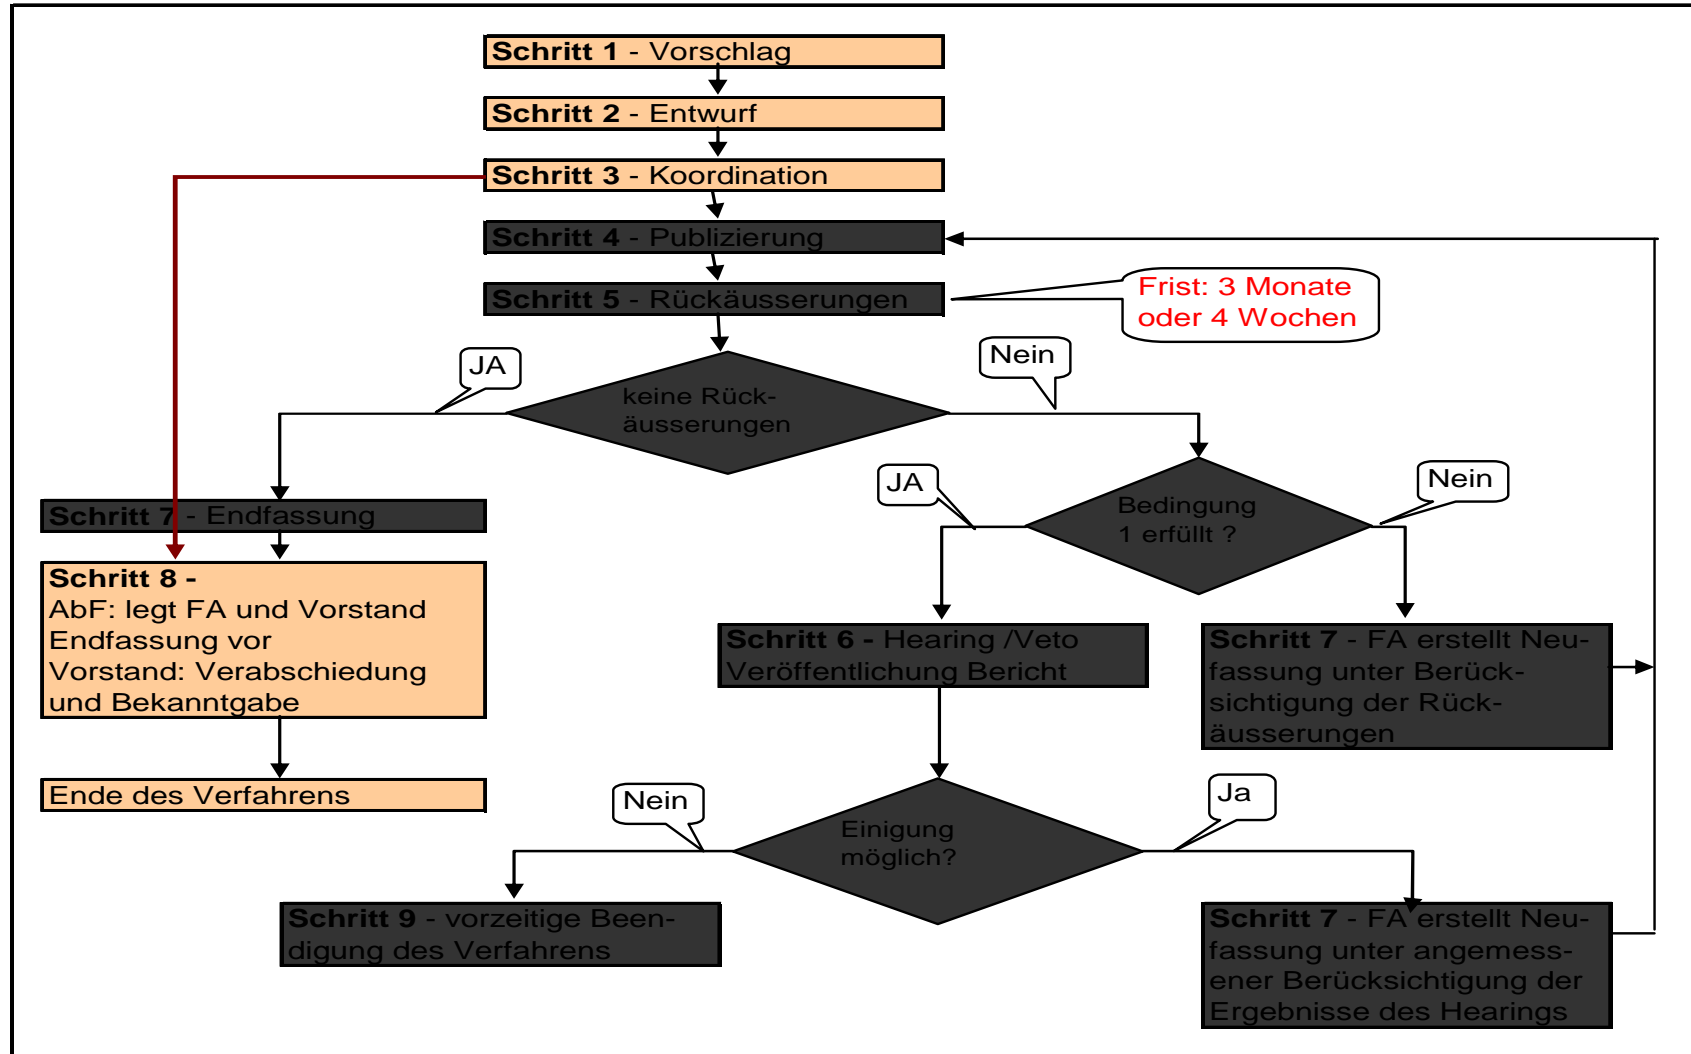 Schritt 1 - Vorschlag
Schritt 2 - Entwurf
Schritt 3 - Koordination
Schritt 4 - Publizierung
Schritt 5 - Rückäusserungen
Frist: 3 Monate
oder 4 Wochen
JA
Nein
keine Rück-
äusserungen
JA
Nein
Bedingung
1 erfüllt ?
Schritt 7 - Endfassung
Schritt 8 -
AbF: legt FA und Vorstand
Endfassung vor
Vorstand: Verabschiedung
und Bekanntgabe
Schritt 6 - Hearing /Veto
Veröffentlichung Bericht
Schritt 7 - FA erstellt Neu-
fassung unter Berück-
sichtigung der Rück-
äusserungen
Ende des Verfahrens
Nein
Ja
Einigung
möglich?
Schritt 9 - vorzeitige Been-
digung des Verfahrens
Schritt 7 - FA erstellt Neu-
fassung unter angemess-
ener Berücksichtigung der
Ergebnisse des Hearings